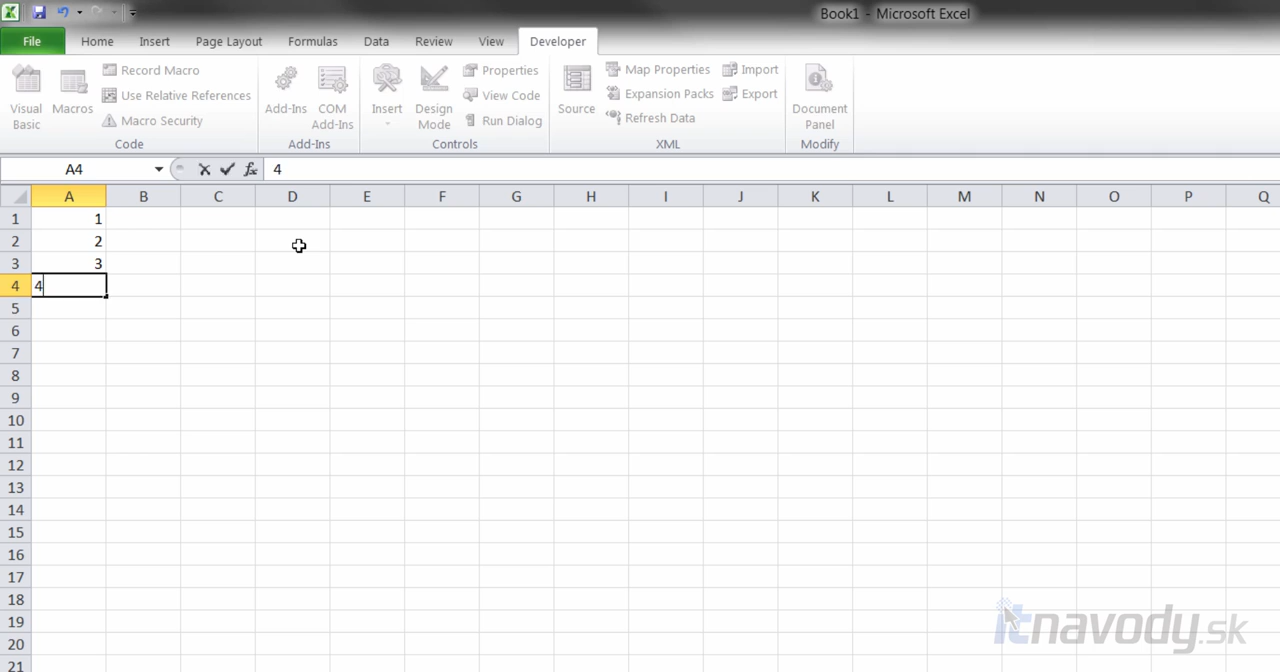 Book1 - Microsoft Excel
File Home Insert Page Layout Formulas Data Review View Developer
Visual Basic
Macros
Record Macro
Use Relative References
Macro Security
Code
Add-Ins
COM Add-Ins
Add-Ins
Insert
Design Mode
Properties
View Code
Run Dialog
Controls
Source
Map Properties
Expansion Packs
Refresh Data
Import
Export
XML
Document Panel
Modify
A4 fx 4
A B C D E F G H I J K L M N O P Q
1 1
2 2
3 3
4 4
5
6
7
8
9
10
11
12
13
14
15
16
17
18
19
20
21
itnavody.sk